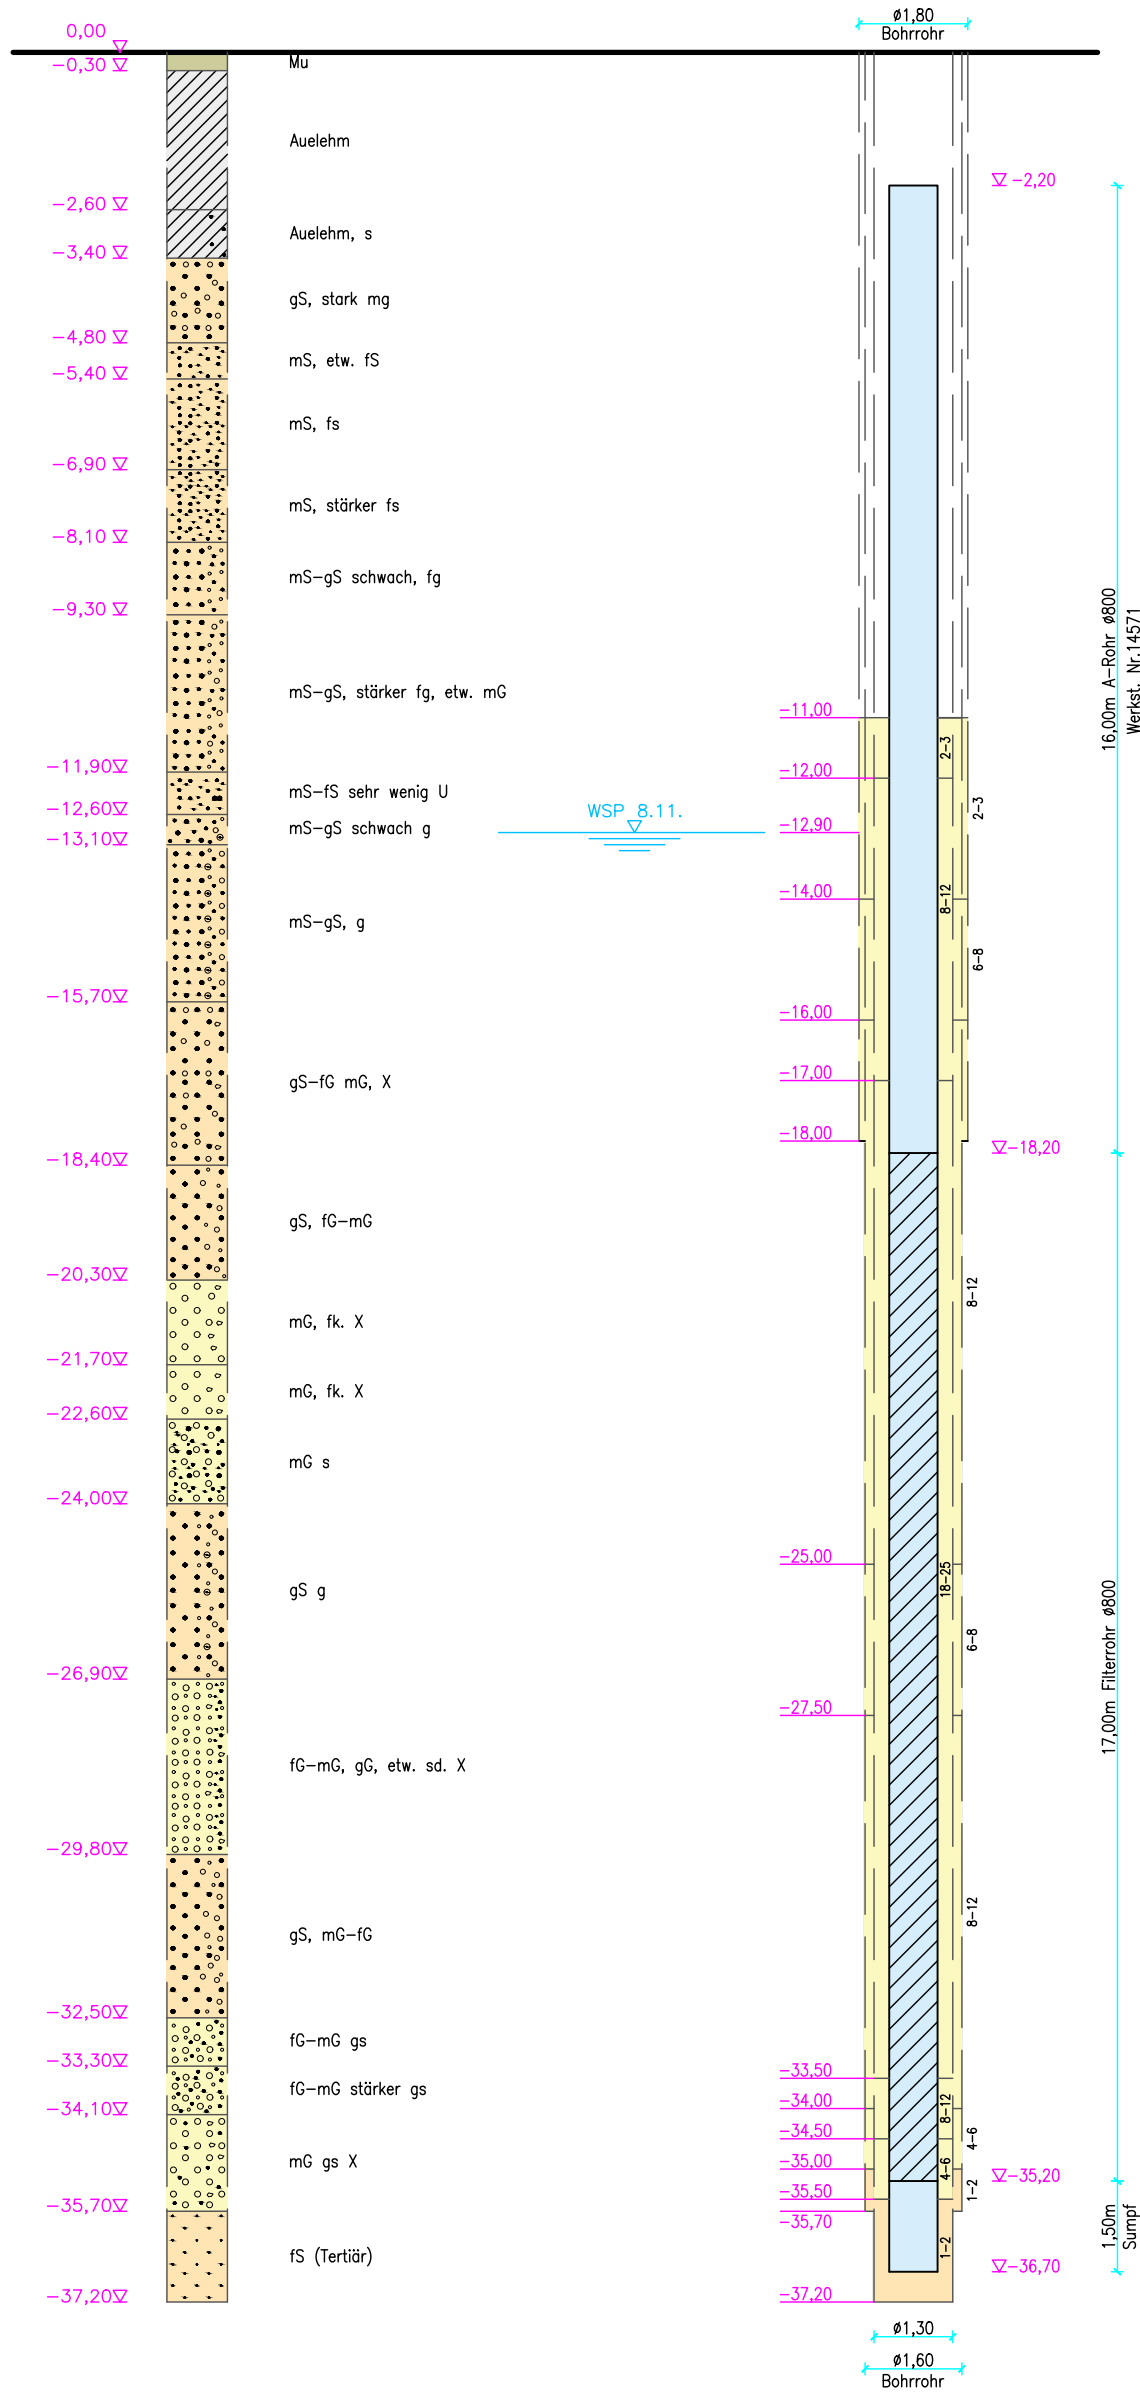 0,00
-0,30
-2,60
-3,40
-4,80
-5,40
-6,90
-8,10
-9,30
-11,90
-12,60
-13,10
-15,70
-18,40
-20,30
-21,70
-22,60
-24,00
-26,90
-29,80
-32,50
-33,30
-34,10
-35,70
-37,20
Mu
Auelehm
Auelehm, s
gS, stark mg
mS, etw. fS
mS, fs
mS, stärker fs
mS-gS schwach, fg
mS-gS, stärker fg, etw. mG
mS-fS sehr wenig U
mS-gS schwach g
mS-gS, g
gS-fG mG, X
gS, fG-mG
mG, fk. X
mG, fk. X
mG s
gS g
fG-mG, gG, etw. sd. X
gS, mG-fG
fG-mG gs
fG-mG stärker gs
mG gs X
fS (Tertiär)
WSP 8.11.
ø1,80
Bohrrohr
-11,00
-12,00
-12,90
-14,00
-16,00
-17,00
-18,00
-25,00
-27,50
-33,50
-34,00
-34,50
-35,00
-35,50
-35,70
-37,20
2-3
8-12
18-25
8-12
4-6
1-2
2-3
6-8
8-12
6-8
8-12
4-6
1-2
-2,20
-18,20
-35,20
-36,70
16,00m A-Rohr ø800
Werkst. Nr.14571
17,00m Filterrohr ø800
1,50m
Sumpf
ø1,30
ø1,60
Bohrrohr